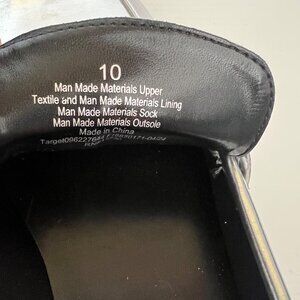 10
Man Made Materials Upper
Textile and Man Made Materials Lining
Man Made Materials Sock
Man Made Materials Outsole
Made in China